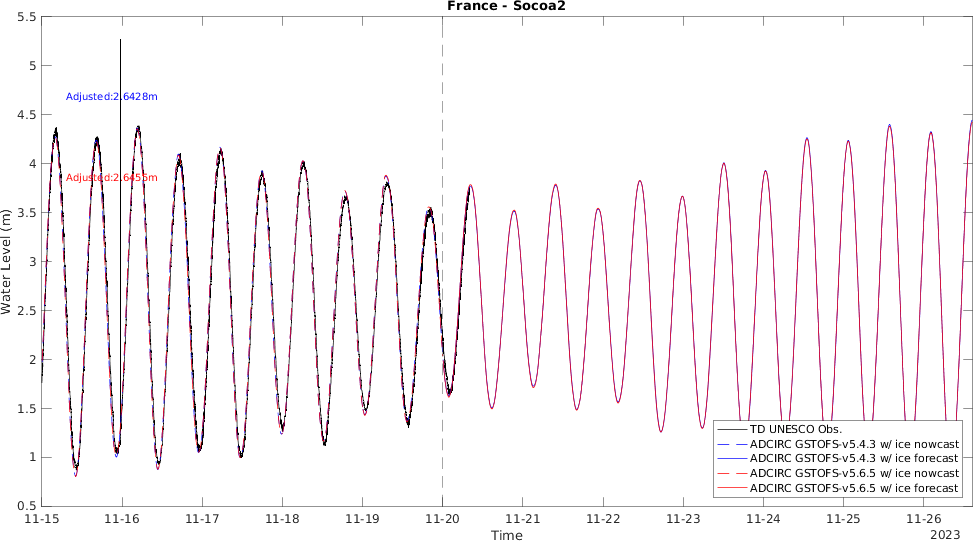 France - Socoa2
5.5
5
4.5
4
3.5
3
2.5
2
1.5
1
0.5
Water Level (m)
Adjusted:2.6428m
Adjusted:2.6455m
TD UNESCO Obs.
ADCIRC GSTOFS-v5.4.3 w/ ice nowcast
ADCIRC GSTOFS-v5.4.3 w/ ice forecast
ADCIRC GSTOFS-v5.6.5 w/ ice nowcast
ADCIRC GSTOFS-v5.6.5 w/ ice forecast
11-15 11-16 11-17 11-18 11-19 11-20 11-21 11-22 11-23 11-24 11-25 11-26
Time
2023